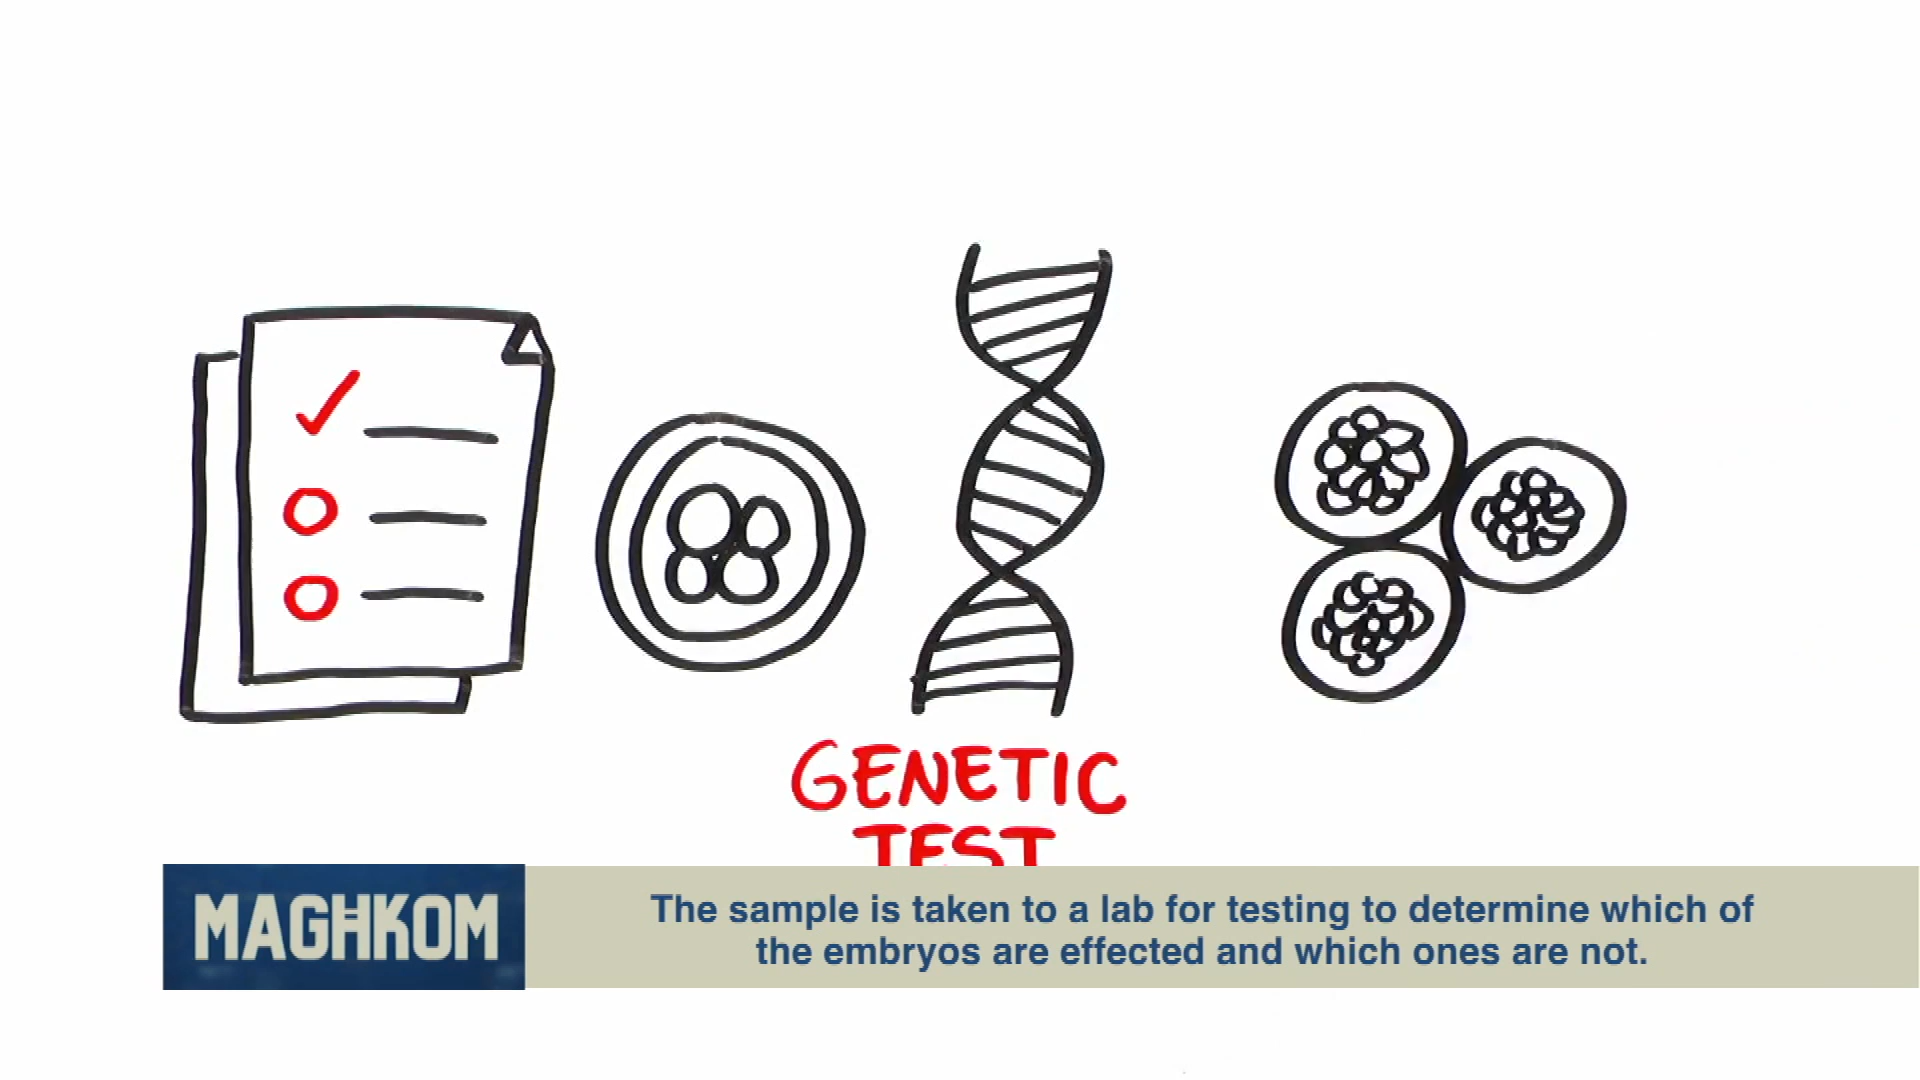 GENETIC
TEST
MAGHKOM
The sample is taken to a lab for testing to determine which of
the embryos are effected and which ones are not.